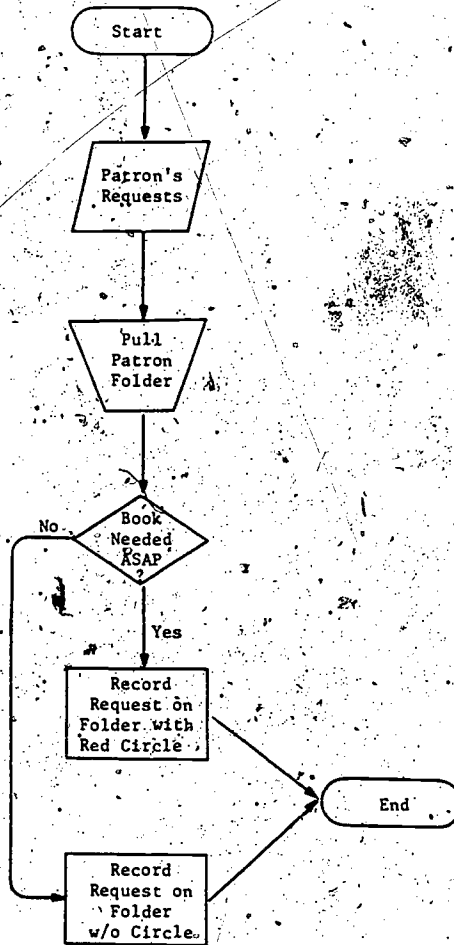 Start
Patron's
Requests
Pull
Patron
Folder
Book
Needed
ASAP
?
No
Yes
Record
Request on
Folder with
Red Circle
End
Record
Request on
Folder
w/o Circle